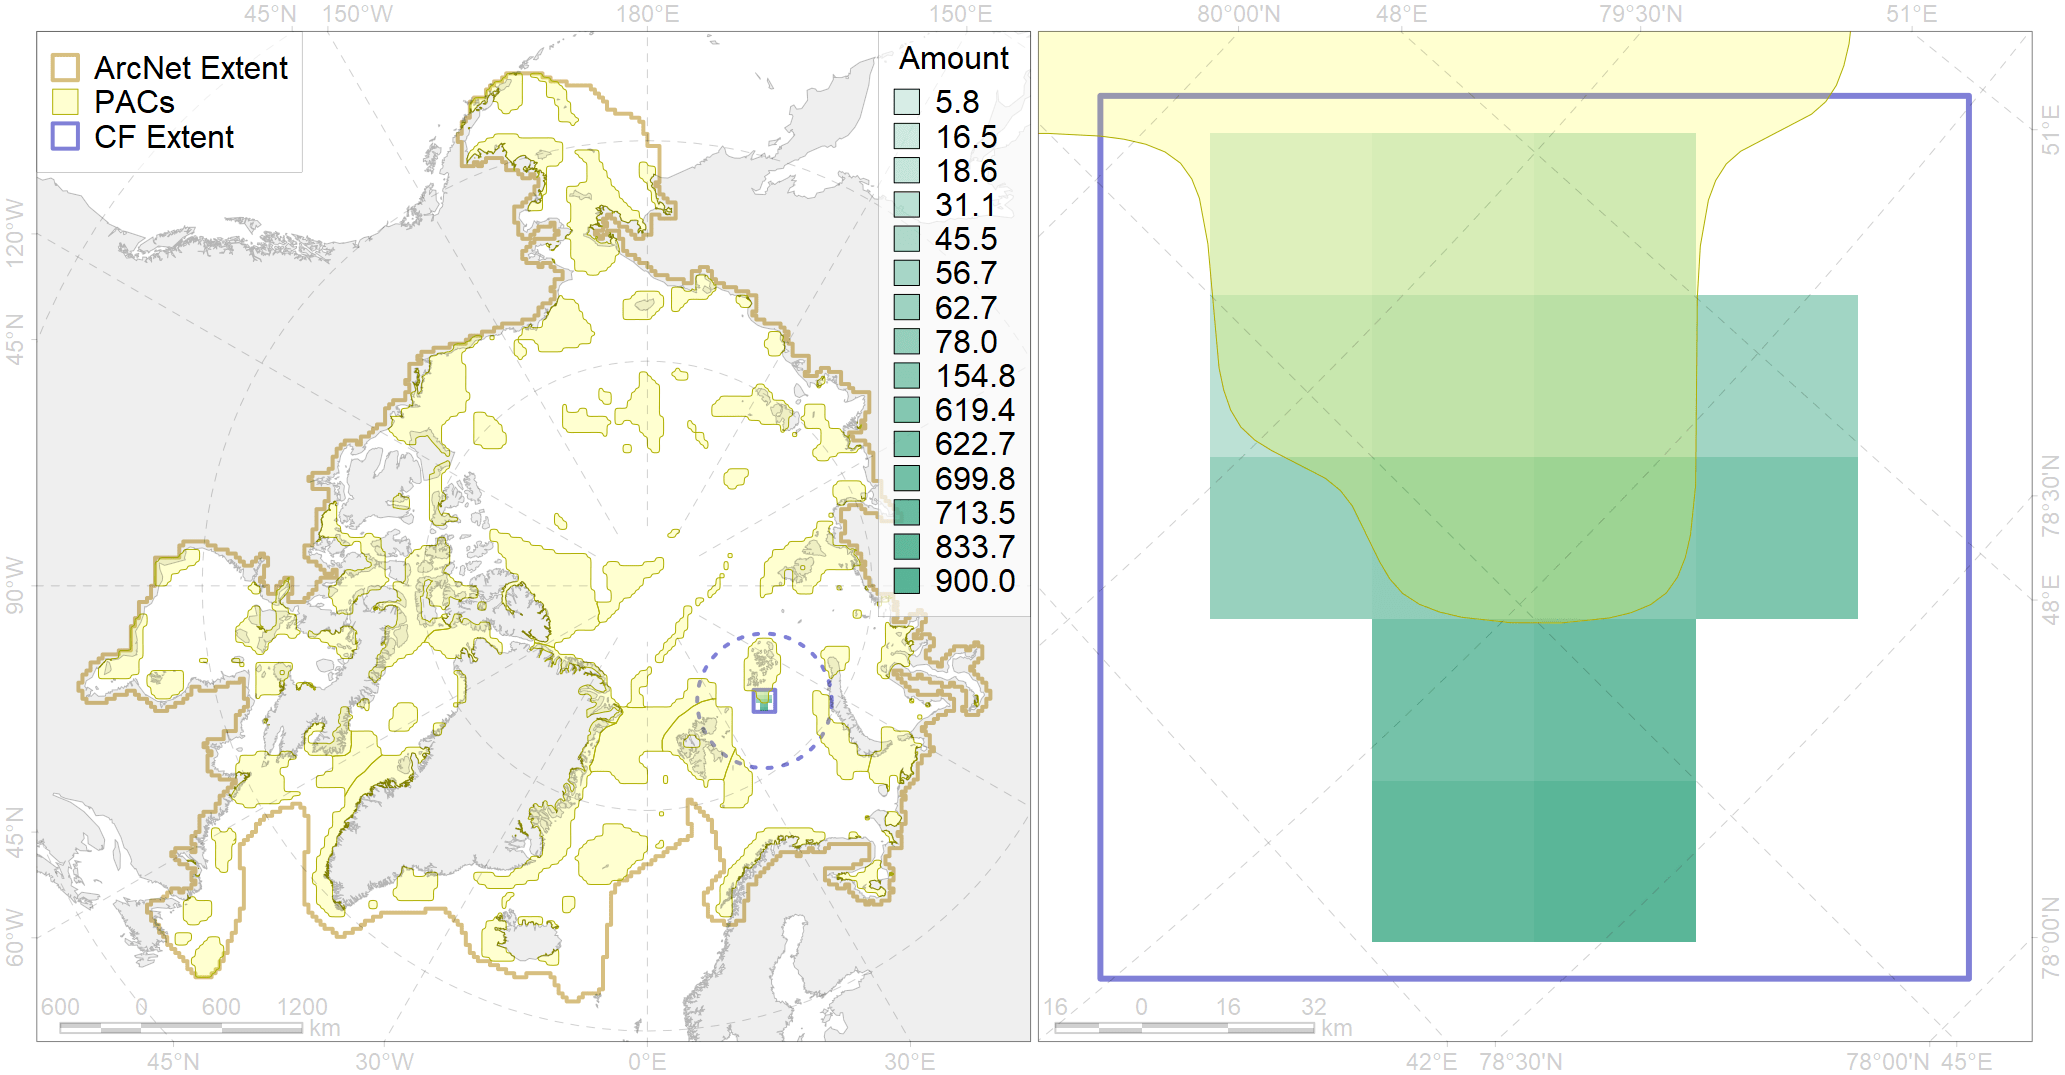 45°N 150°W 180°E 150°E 80°00'N 48°E 79°30'N 51°E
ArcNet Extent
PACs
CF Extent
Amount
5.8
16.5
18.6
31.1
45.5
56.7
62.7
78.0
154.8
619.4
622.7
699.8
713.5
833.7
900.0
120°W
45°N
90°W
45°N
60°W
51°E
78°30'N
48°E
78°00'N
600 0 600 1200
km
16 0 16 32
km
45°N 30°W 0°E 30°E 42°E 78°30'N 78°00'N 45°E